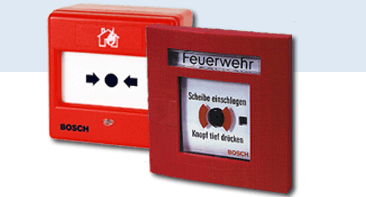 BOSCH
Feuerwehr
Scheibe einschlagen
Knopf tief drücken
BOSCH